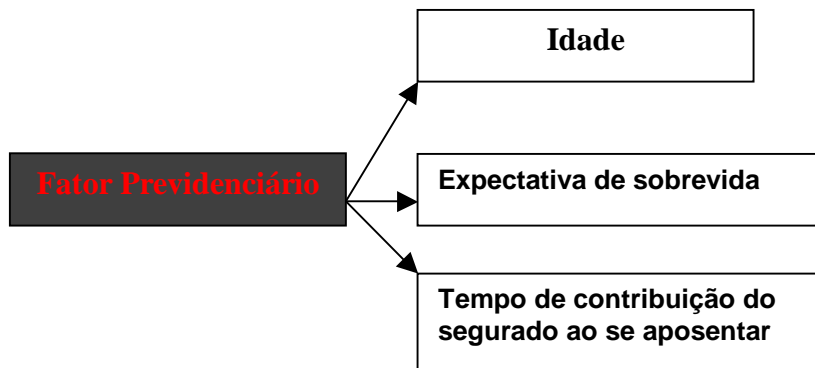 Idade
Fator Previdenciário
Expectativa de sobrevida
Tempo de contribuição do
segurado ao se aposentar